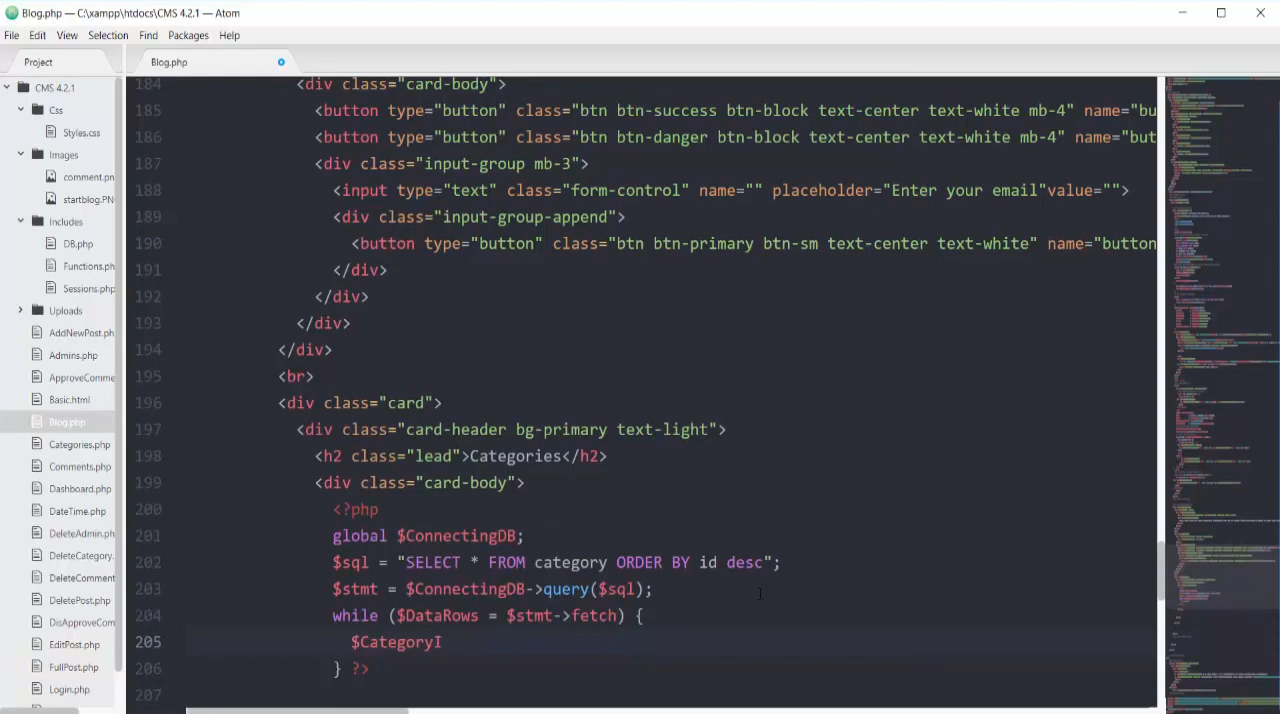 Blog.php — C:\xampp\htdocs\CMS 4.2.1 — Atom
File Edit View Selection Find Packages Help
Project
Blog.php
CMS 4.2.1
Css
Styles.css
Images
comment.pn
startblog.PN
Includes
DB.php
Functions.ph
Sessions.php
Uploads
AddNewPost.ph
Admins.php
ApproveComme
Basic.html
Blog.php
Categories.php
Comments.php
Dashboard.php
DateTime.php
DeleteAdmin.php
DeleteCategory.
DeleteComment
DeletePost.php
DisApproveCom
EditPost.php
FullPost.php
Login.php
184 <div class="card-body">
185 <button type="button" class="btn btn-success btn-block text-center text-white mb-4" name="bu
186 <button type="button" class="btn btn-danger btn-block text-center text-white mb-4" name="but
187 <div class="input-group mb-3">
188 <input type="text" class="form-control" name="" placeholder="Enter your email"value="">
189 <div class="input-group-append">
190 <button type="button" class="btn btn-primary btn-sm text-center text-white" name="button
191 </div>
192 </div>
193 </div>
194 </div>
195 <br>
196 <div class="card">
197 <div class="card-header bg-primary text-light">
198 <h2 class="lead">Categories</h2>
199 <div class="card-body">
200 <?php
201 global $ConnectingDB;
202 $sql = "SELECT * FROM category ORDER BY id desc";
203 $stmt = $ConnectingDB->query($sql);
204 while ($DataRows = $stmt->fetch) {
205 $CategoryI
206 } ?>
207